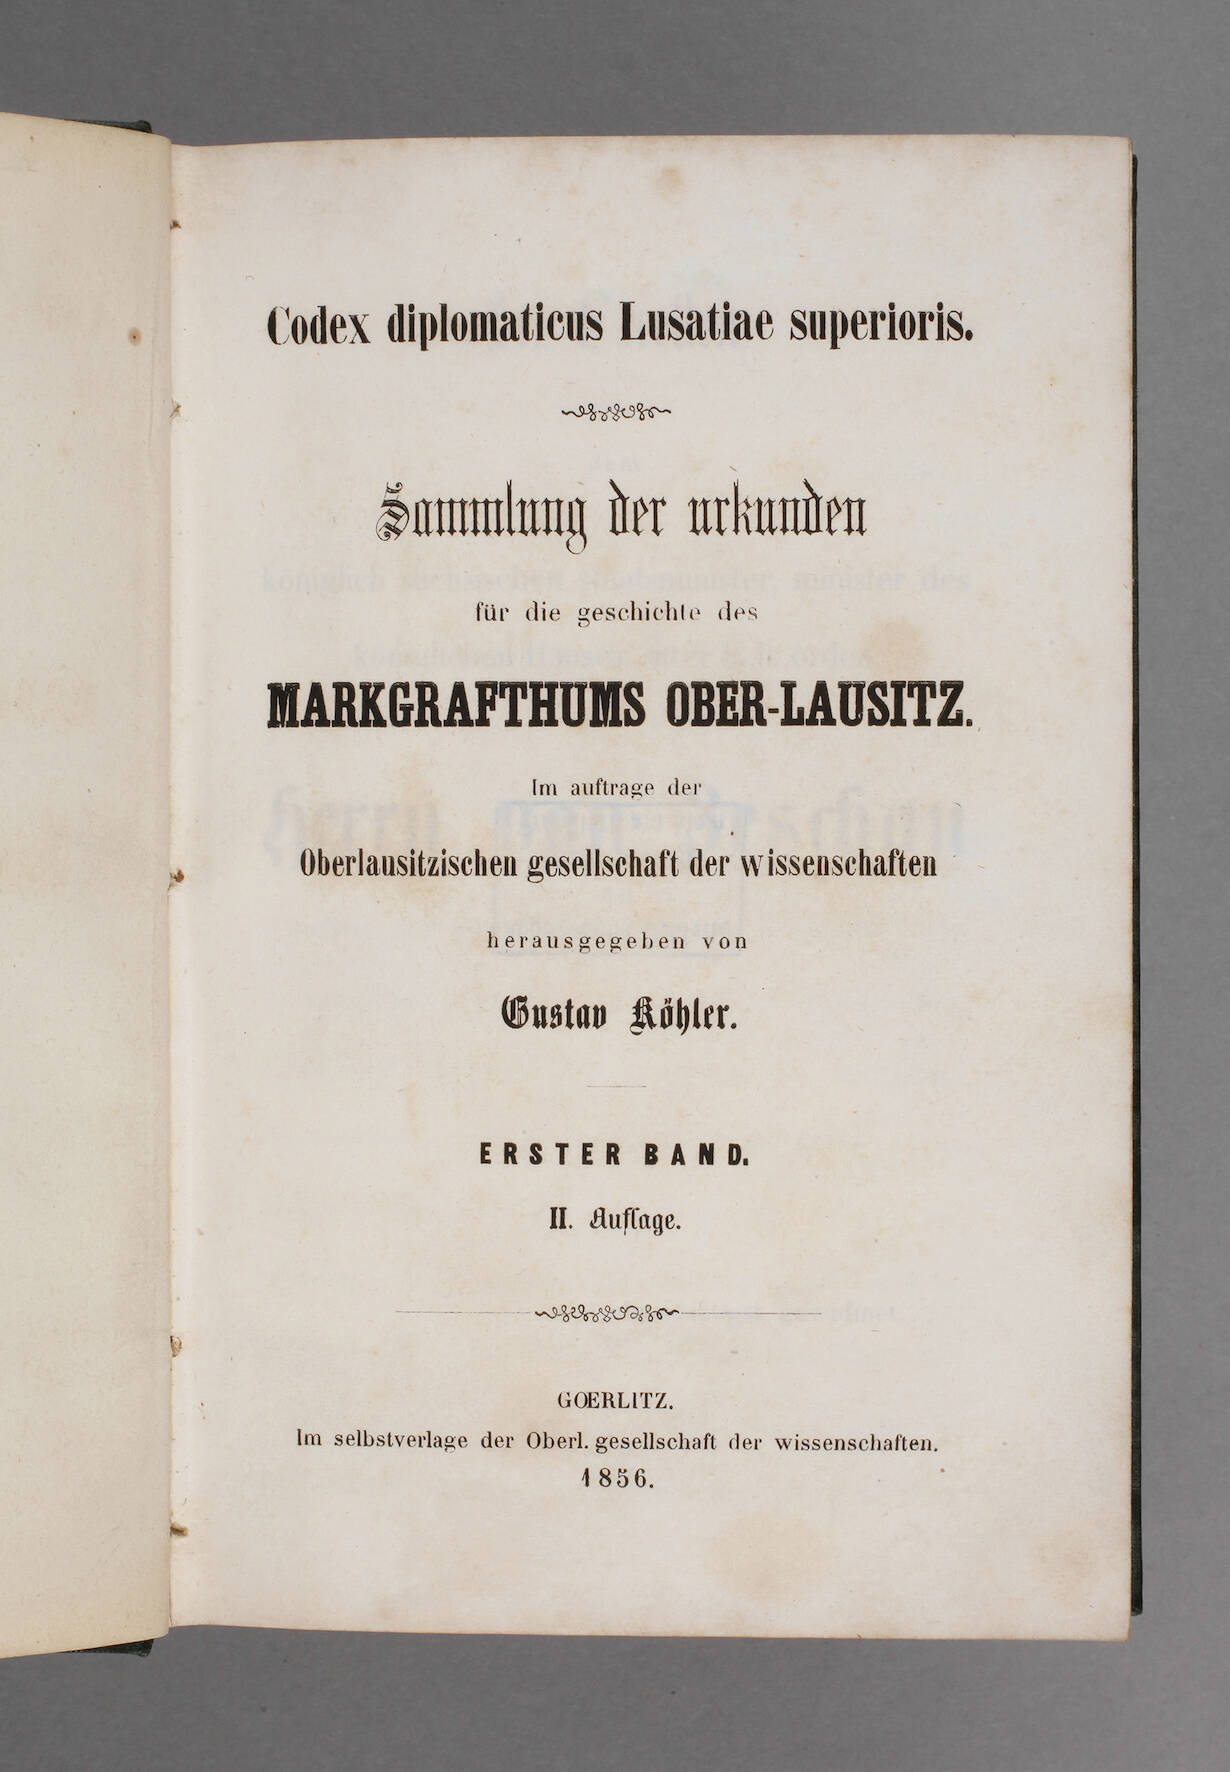 Codex diplomaticus Lusatiae superioris.
Sammlung der urkunden
für die geschichte des
MARKGRAFTHUMS OBER-LAUSITZ.
Im auftrage der
Oberlausitzischen gesellschaft der wissenschaften
herausgegeben von
Gustav Köhler.
ERSTER BAND.
II. Auflage.
GOERLITZ.
Im selbstverlage der Oberl. gesellschaft der wissenschaften.
1856.